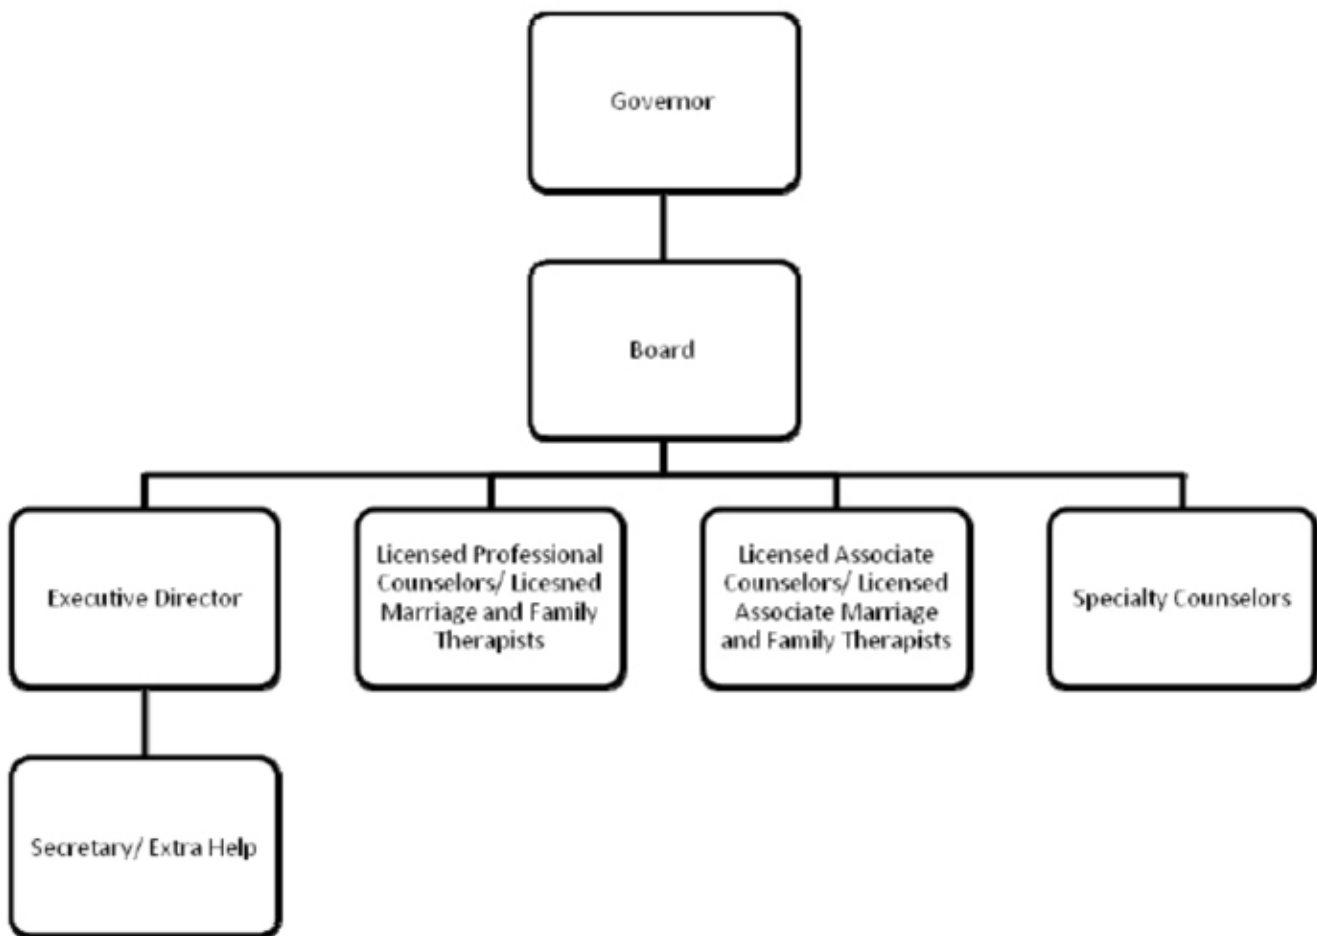 Governor
Board
Executive Director
Licensed Professional
Counselors/ Licesned
Marriage and Family
Therapists
Licensed Associate
Counselors/ Licensed
Associate Marriage
and Family Therapists
Specialty Counselors
Secretary/ Extra Help